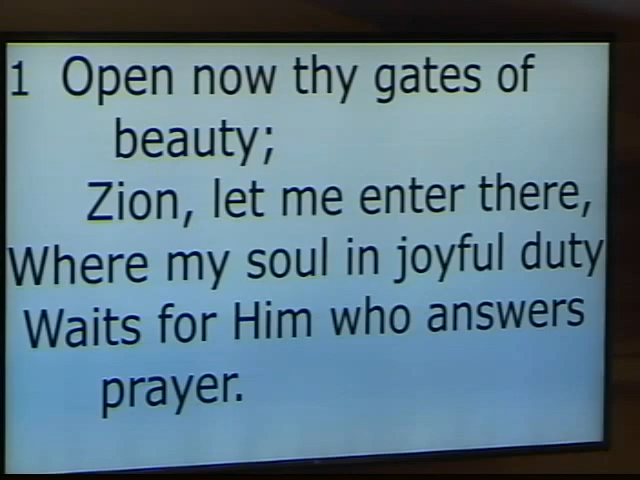 1 Open now thy gates of
beauty;
Zion, let me enter there,
Where my soul in joyful duty
Waits for Him who answers
prayer.